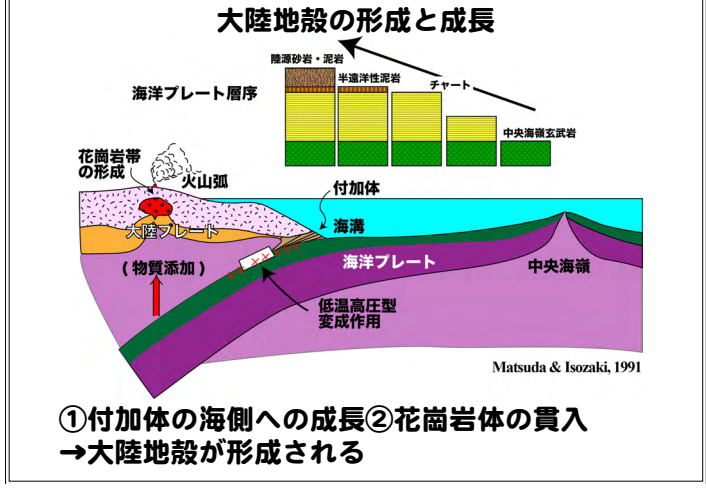 大陸地殻の形成と成長
陸源砂岩・泥岩
半遠洋性泥岩
チャート
海洋プレート層序
中央海嶺玄武岩
花崗岩帯
の形成
火山弧
付加体
大陸プレート
海溝
(物質添加)
海洋プレート
中央海嶺
低温高圧型
変成作用
Matsuda & Isozaki, 1991
①付加体の海側への成長②花崗岩体の貫入
→大陸地殻が形成される